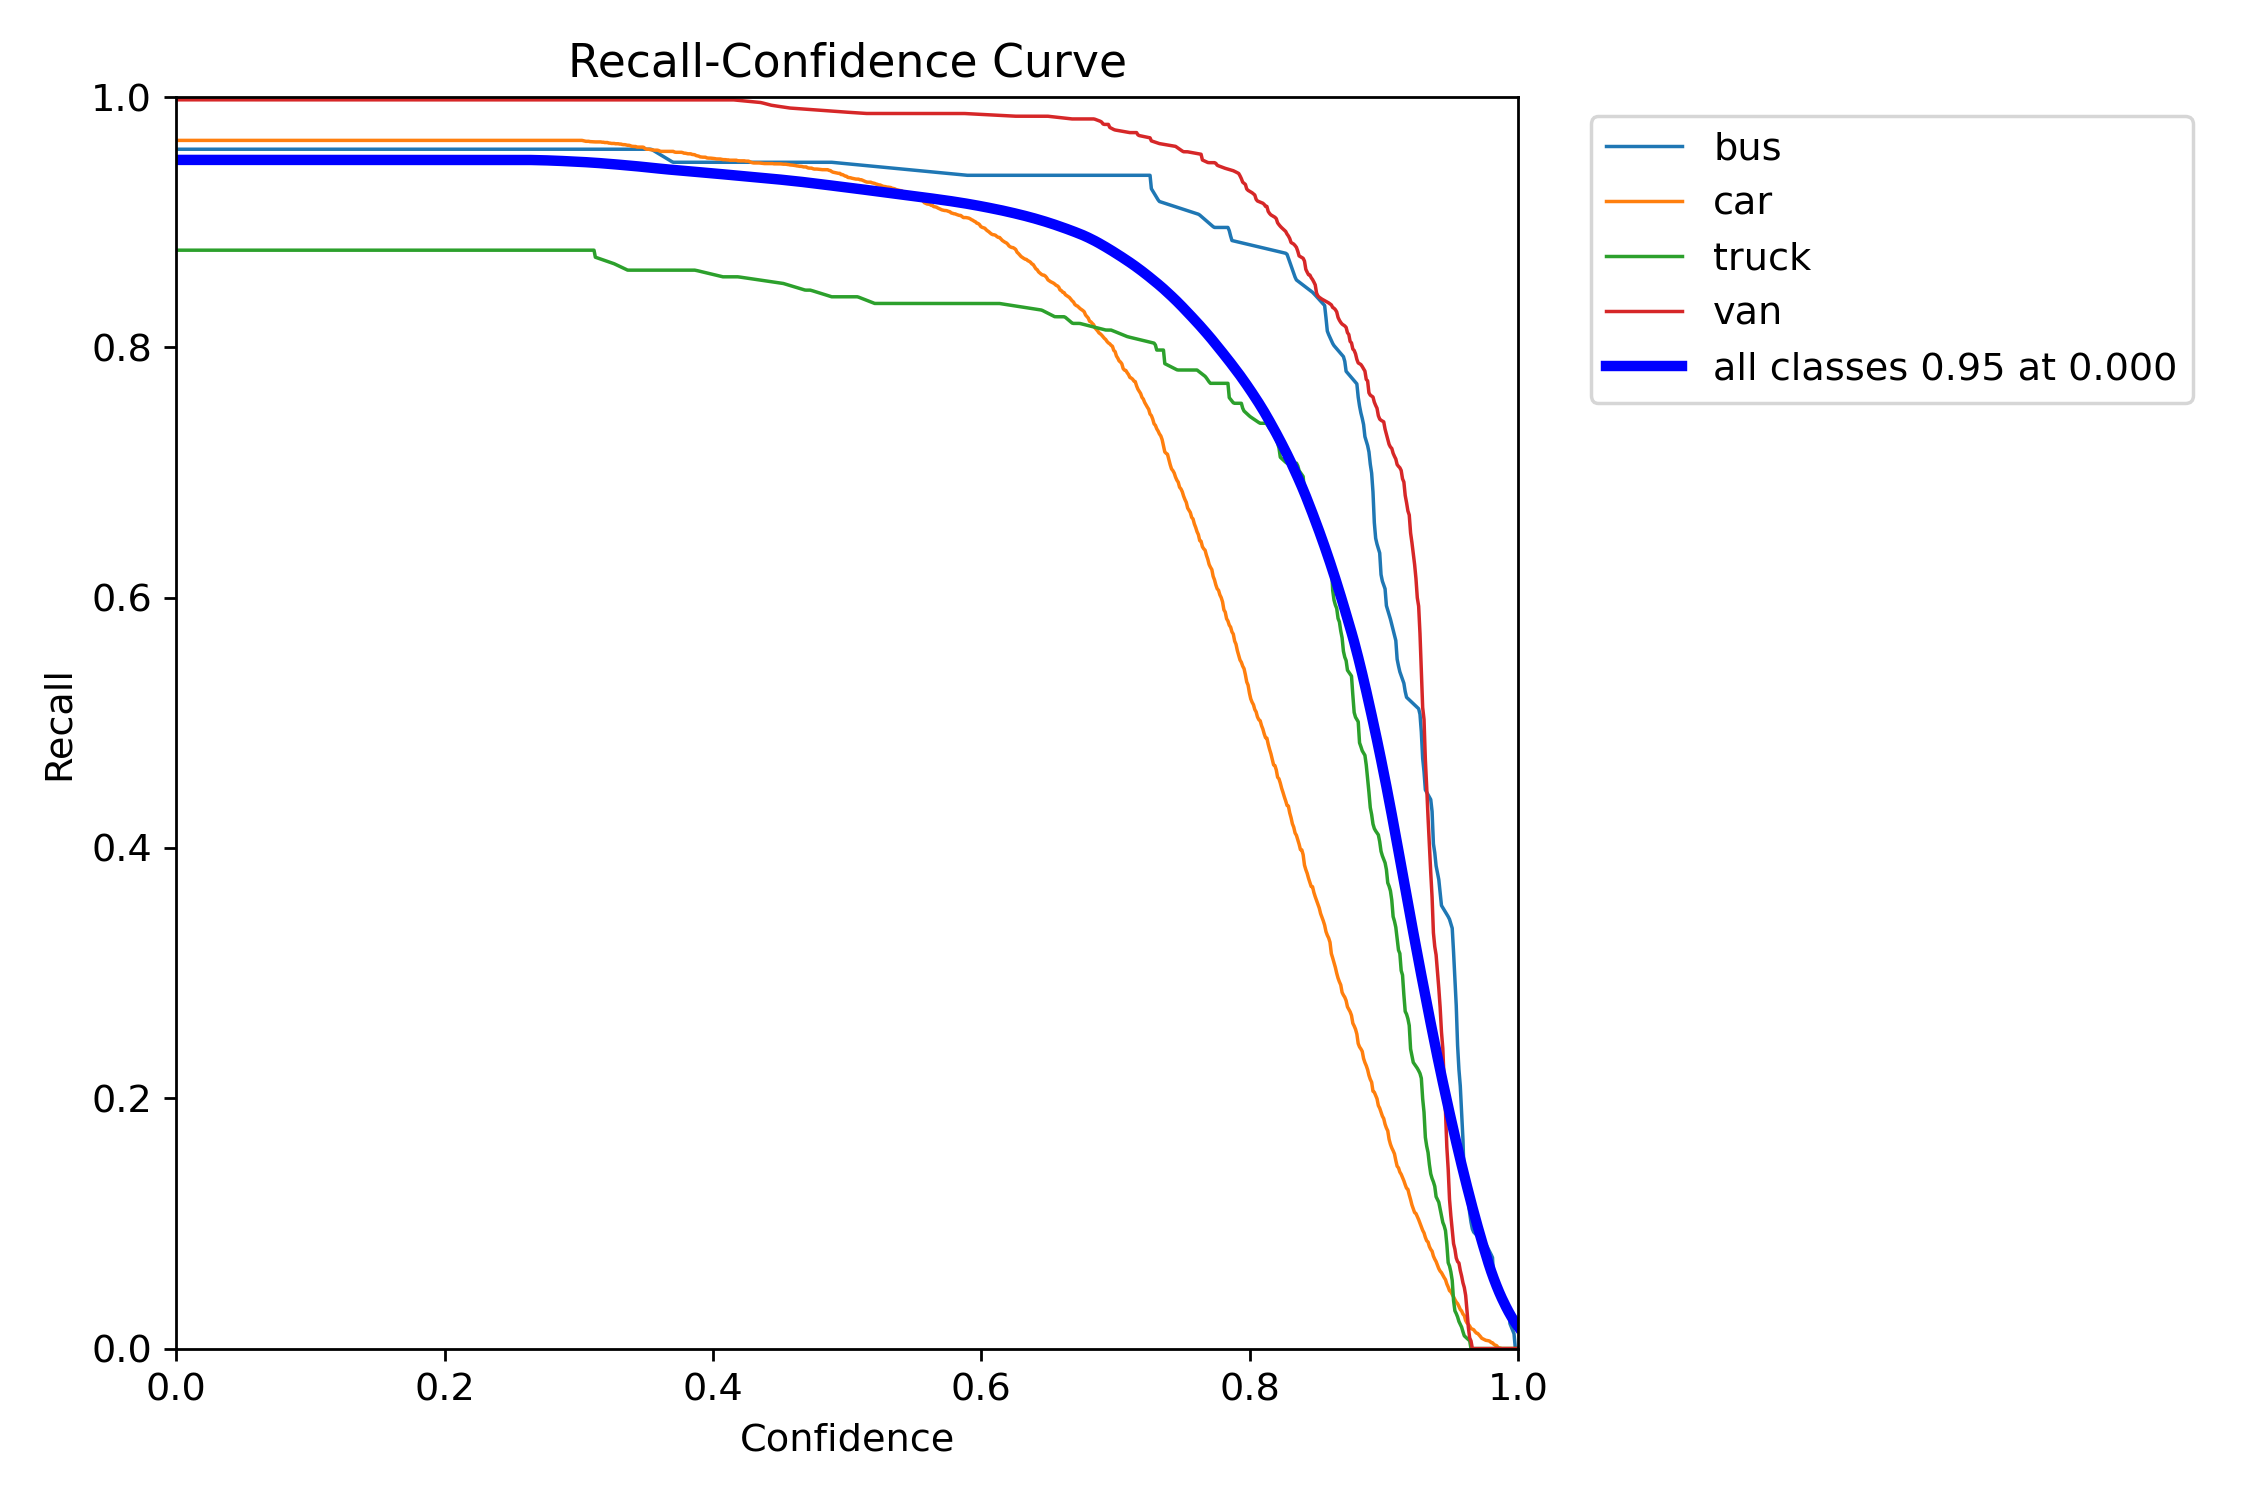 Recall-Confidence Curve
1.0
0.8
0.6
0.4
0.2
0.0
Recall
0.0 0.2 0.4 0.6 0.8 1.0
Confidence
bus
car
truck
van
all classes 0.95 at 0.000